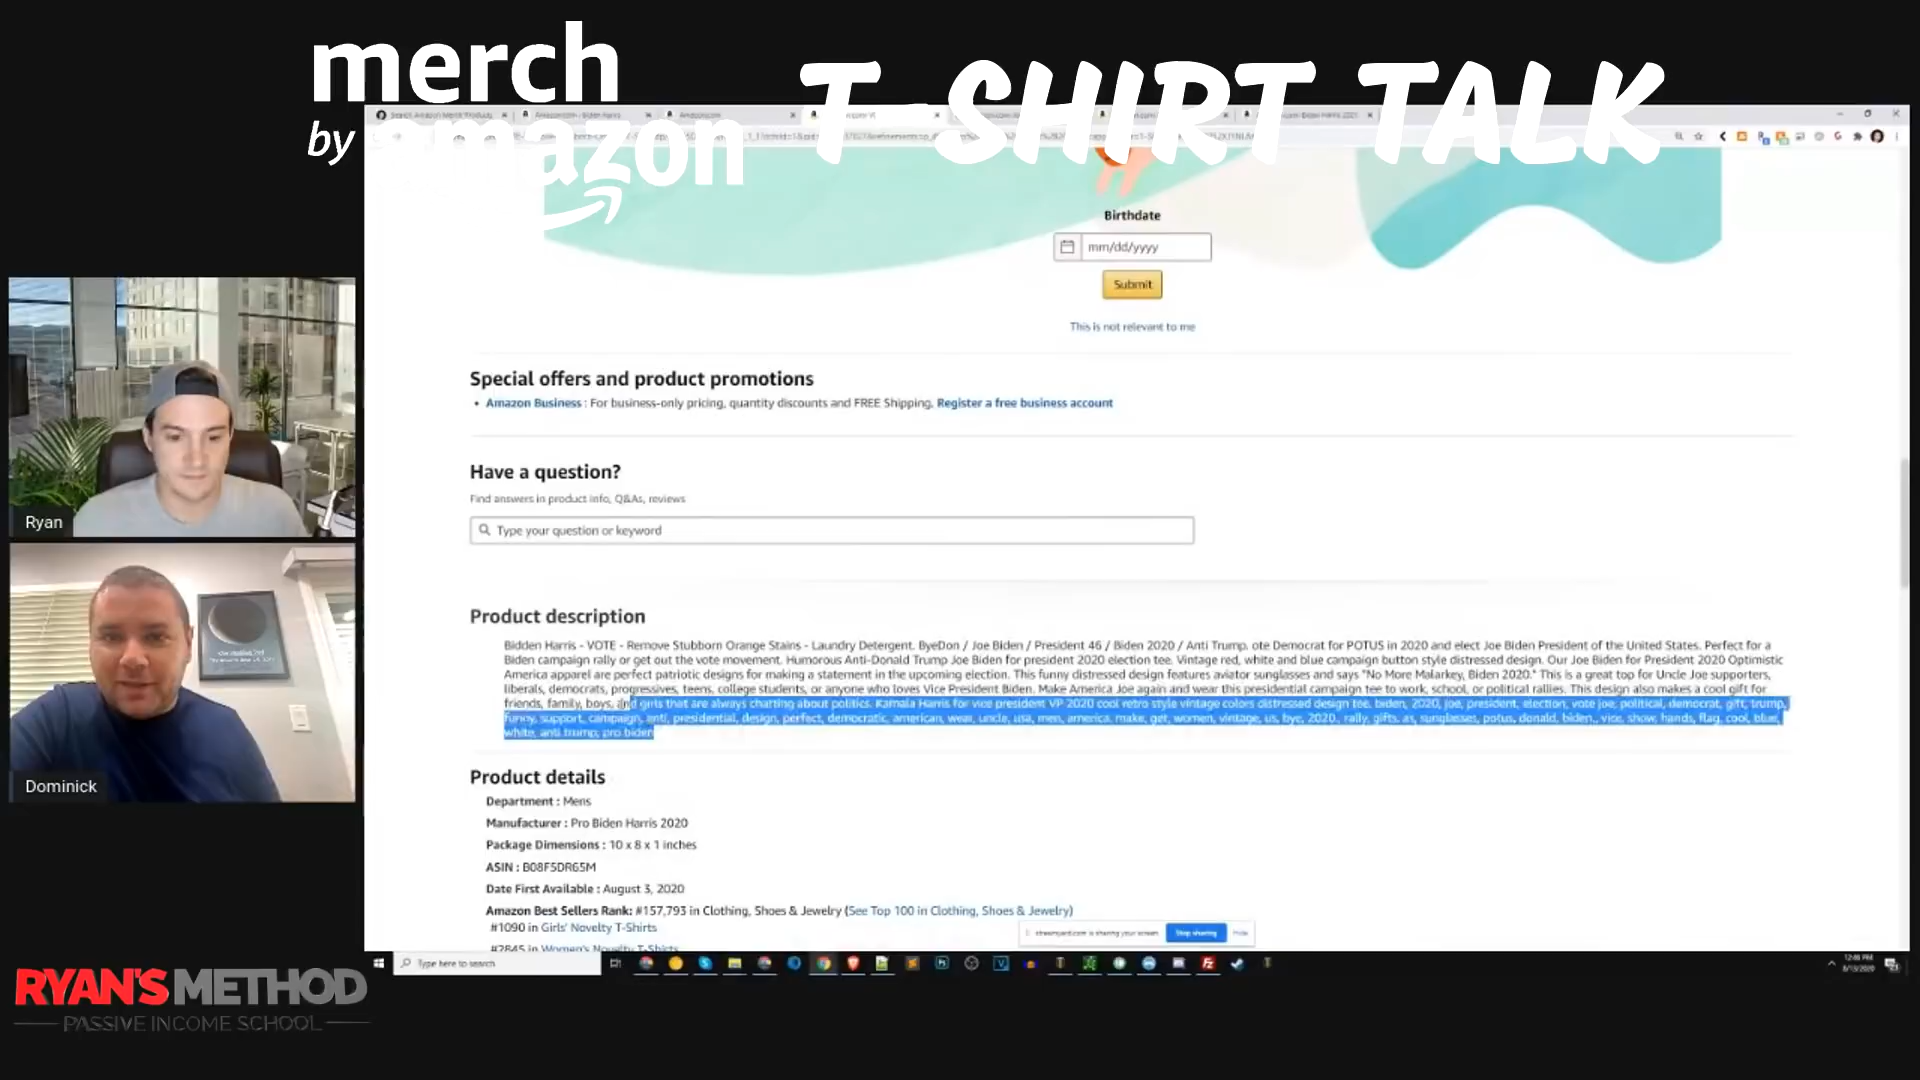 merch
by amazon
T-SHIRT TALK
Birthdate
mm/dd/yyyy
Submit
This is not relevant to me
Special offers and product promotions
• Amazon Business : For business-only pricing, quantity discounts and FREE Shipping. Register a free business account
Have a question?
Find answers in product info, Q&As, reviews
Type your question or keyword
Ryan
Product description
Bidden Harris - VOTE - Remove Stubborn Orange Stains - Laundry Detergent. ByeDon / Joe Biden / President 46 / Biden 2020 / Anti Trump. ote Democrat for POTUS in 2020 and elect Joe Biden President of the United States. Perfect for a
Biden campaign rally or get out the vote movement. Humorous Anti-Donald Trump Joe Biden for president 2020 election tee. Vintage red, white and blue campaign button style distressed design. Our Joe Biden for President 2020 Optimistic
America apparel are perfect patriotic designs for making a statement in the upcoming election. This funny distressed design features aviator sunglasses and says "No More Malarkey, Biden 2020." This is a great top for Uncle Joe supporters,
liberals, democrats, progressives, teens, college students, or anyone who loves Vice President Biden. Make America Joe again and wear this presidential campaign tee to work, school, or political rallies. This design also makes a cool gift for
friends, family, boys, and girls that are always chatting about politics. Kamala Harris for vice president VP 2020 cool retro style vintage colors distressed design tee. biden, 2020, joe, president, election, vote joe, political, democrat, gift, trump,
funny, support, campaign, anti, presidential, design, perfect, democratic, american, wear, uncle, usa, men, america, make, get, women, vintage, us, bye, 2020, rally, gifts, as, sunglasses, potus, donald, biden,, vice, show, hands, flag, cool, blue,
white, anti trump, pro biden
Dominick
Product details
Department : Mens
Manufacturer : Pro Biden Harris 2020
Package Dimensions : 10 x 8 x 1 inches
ASIN : B08F5DR65M
Date First Available : August 3, 2020
Amazon Best Sellers Rank: #157,793 in Clothing, Shoes & Jewelry (See Top 100 in Clothing, Shoes & Jewelry)
#1090 in Girls' Novelty T-Shirts
#2845 in Women's Novelty T-Shirts
streamyard.com is sharing your screen. Stop sharing Hide
Type here to search
12:46 PM
8/13/2020
RYAN'S METHOD
PASSIVE INCOME SCHOOL